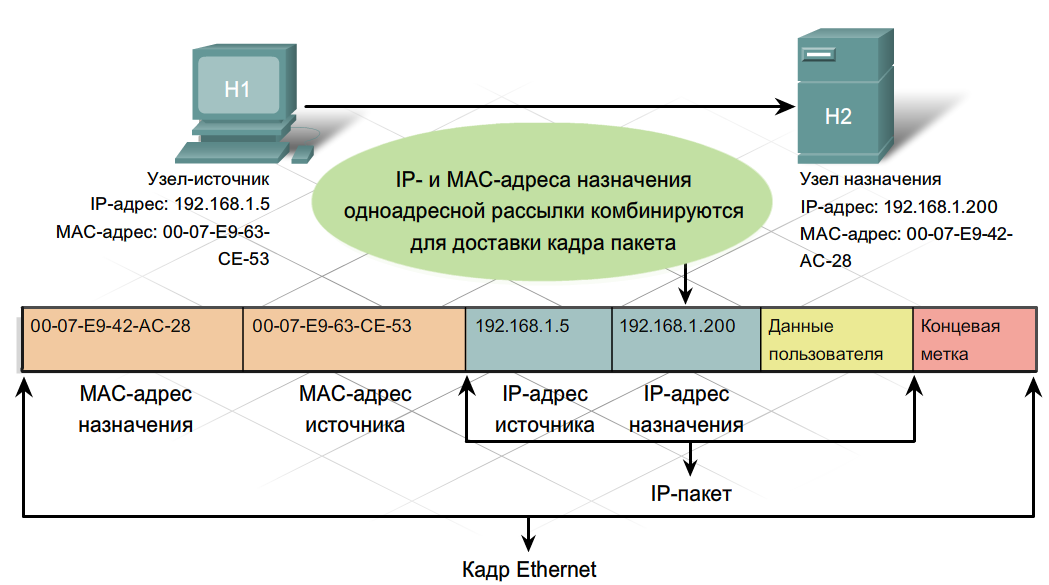 H1
H2
Узел-источник
IP-адрес: 192.168.1.5
MAC-адрес: 00-07-E9-63-
CE-53
IP- и MAC-адреса назначения
одноадресной рассылки комбинируются
для доставки кадра пакета
Узел назначения
IP-адрес: 192.168.1.200
MAC-адрес: 00-07-E9-42-
AC-28
00-07-E9-42-AC-28
00-07-E9-63-CE-53
192.168.1.5
192.168.1.200
Данные
пользователя
Концевая
метка
MAC-адрес
назначения
MAC-адрес
источника
IP-адрес
источника
IP-адрес
назначения
IP-пакет
Кадр Ethernet